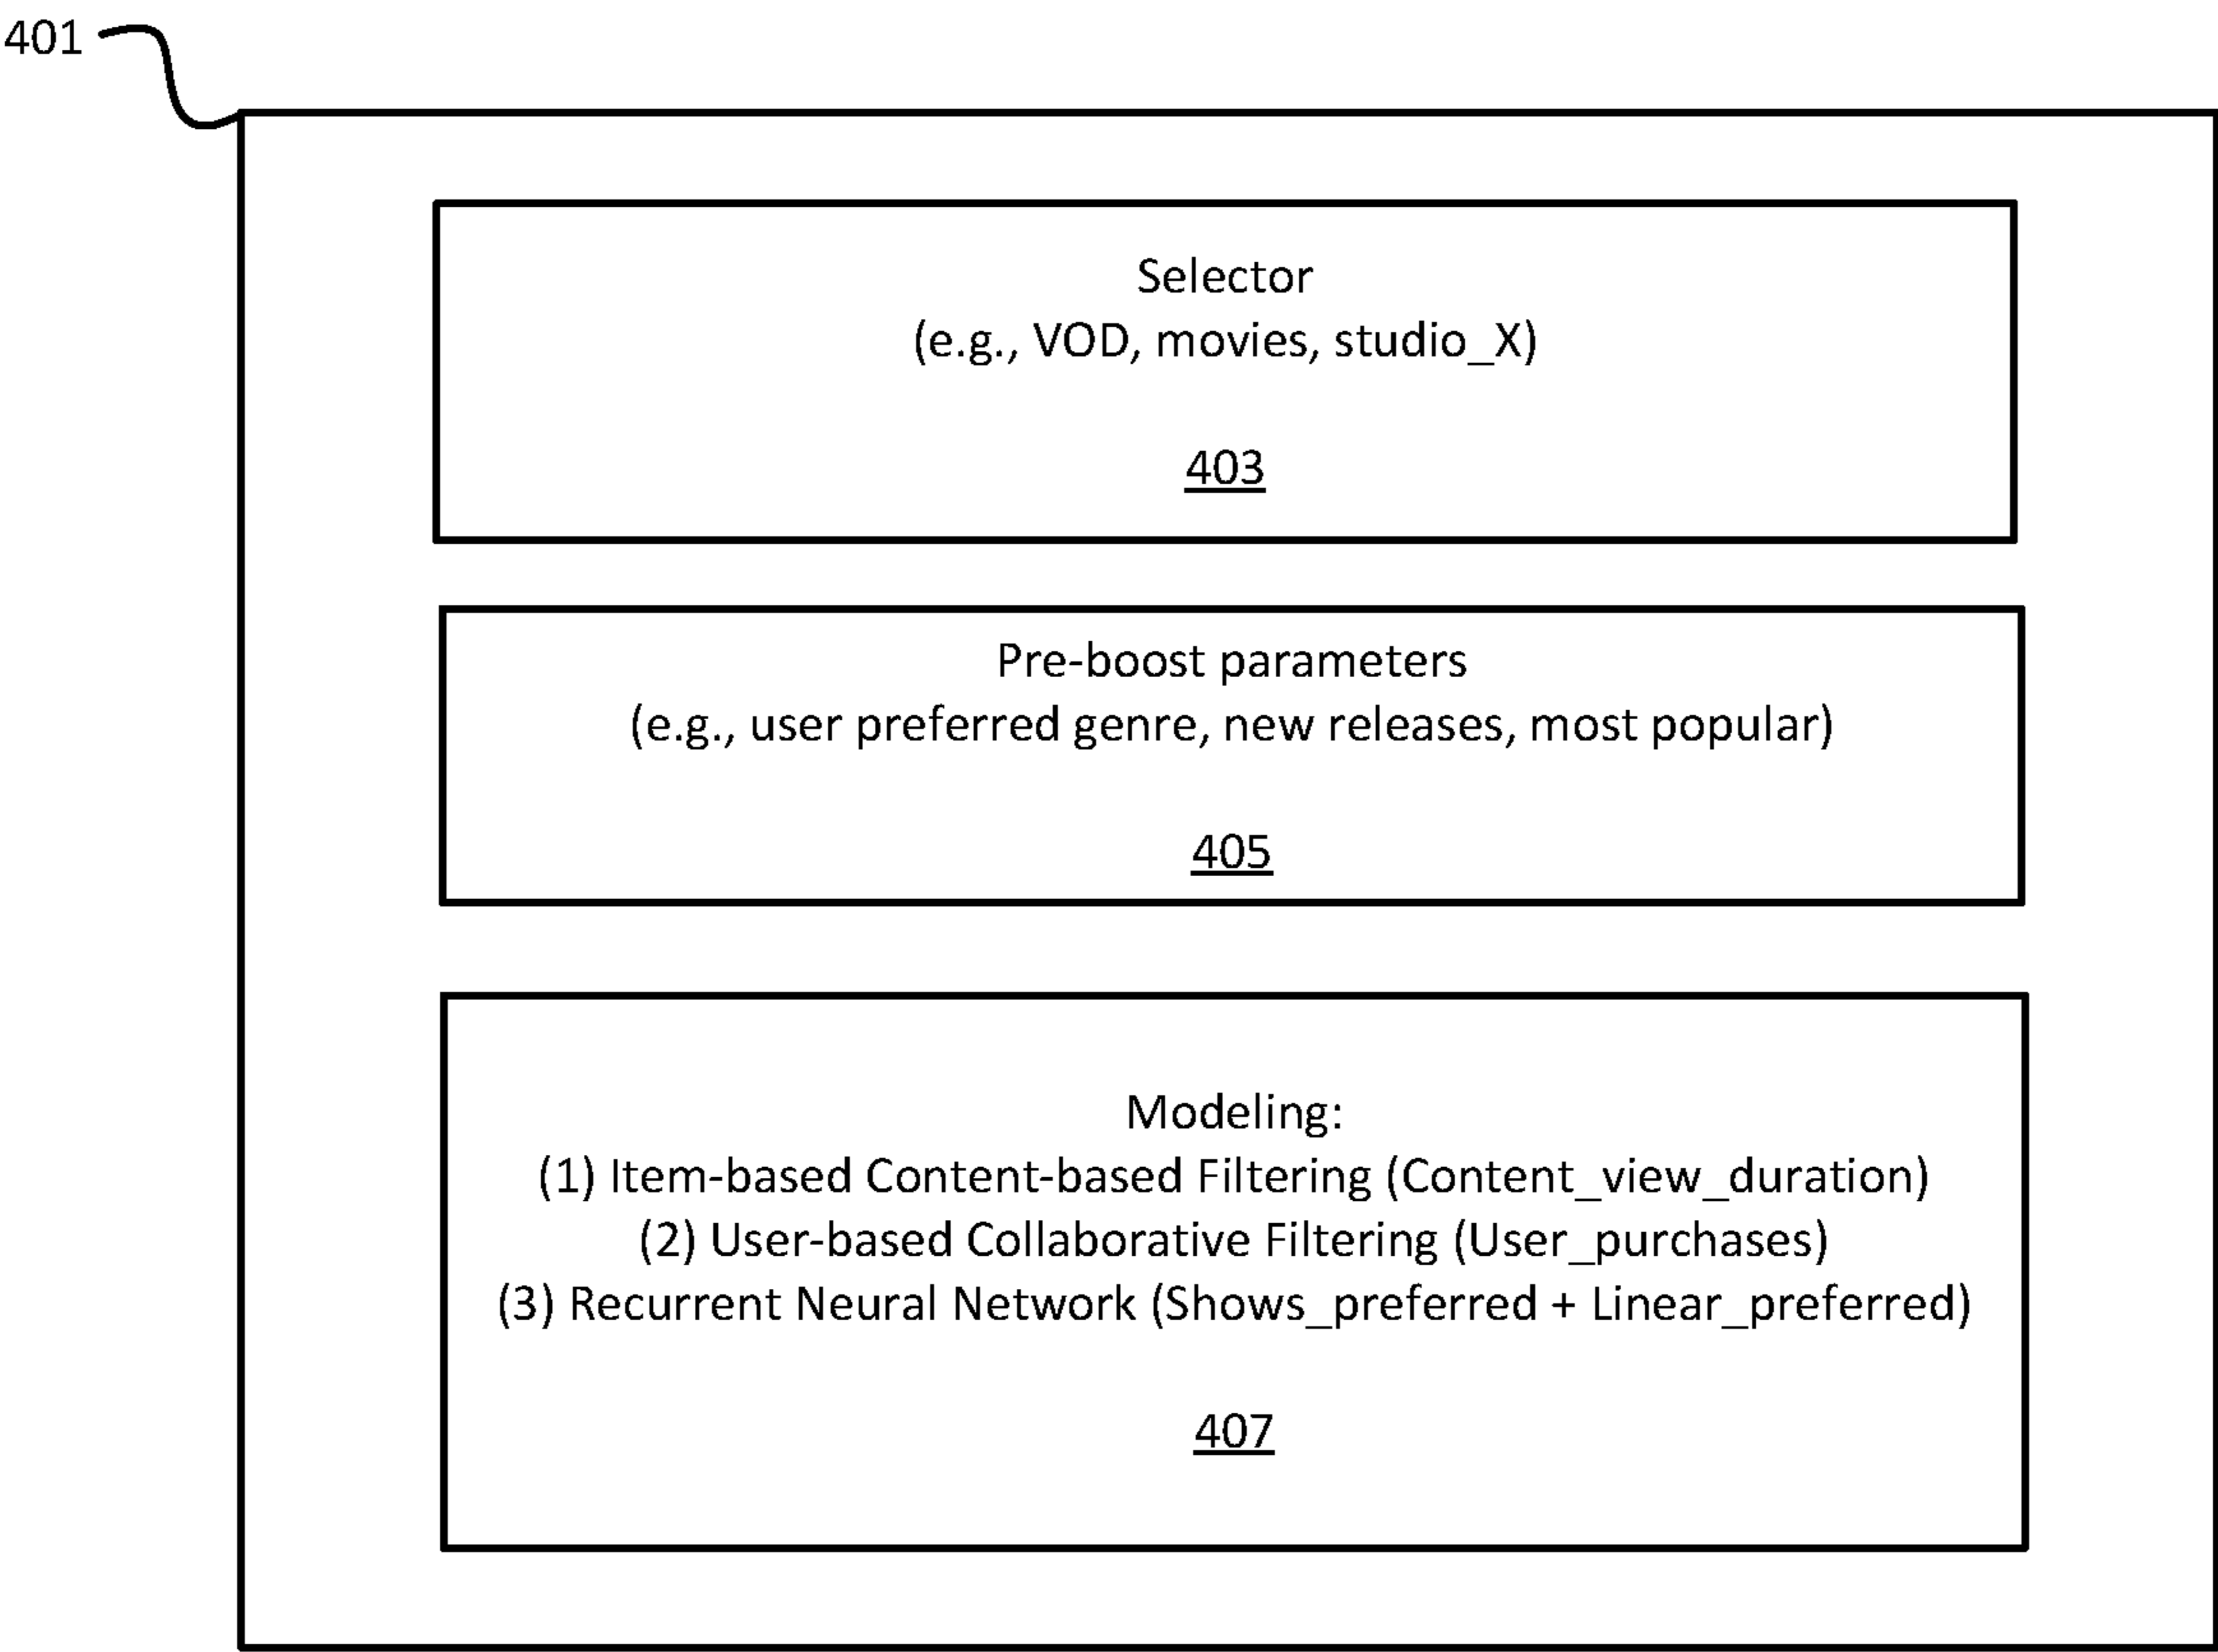 401
Selector
(e.g., VOD, movies, studio_X)
403
Pre-boost parameters
(e.g., user preferred genre, new releases, most popular)
405
Modeling:
(1) Item-based Content-based Filtering (Content_view_duration)
(2) User-based Collaborative Filtering (User_purchases)
(3) Recurrent Neural Network (Shows_preferred + Linear_preferred)
407